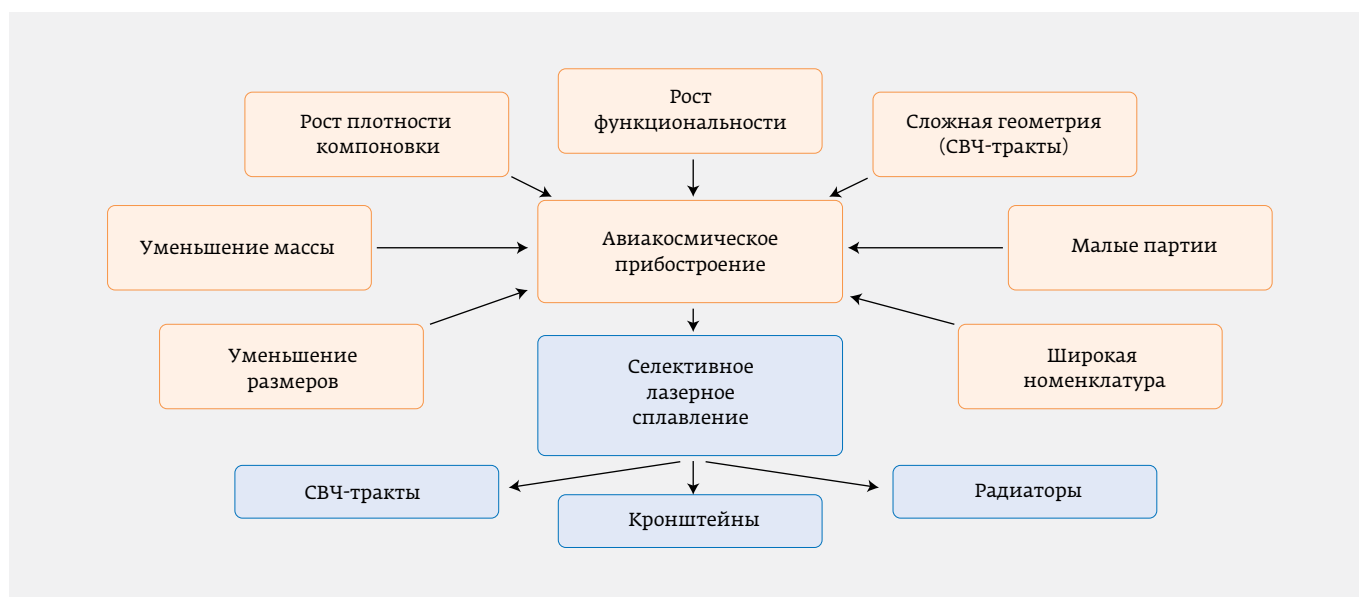 Рост
функциональности
Рост плотности
компоновки
Сложная геометрия
(СВЧ-тракты)
Уменьшение массы
Авиакосмическое
прибостроение
Малые партии
Уменьшение
размеров
Селективное
лазерное
сплавление
Широкая
номенклатура
СВЧ-тракты
Кронштейны
Радиаторы